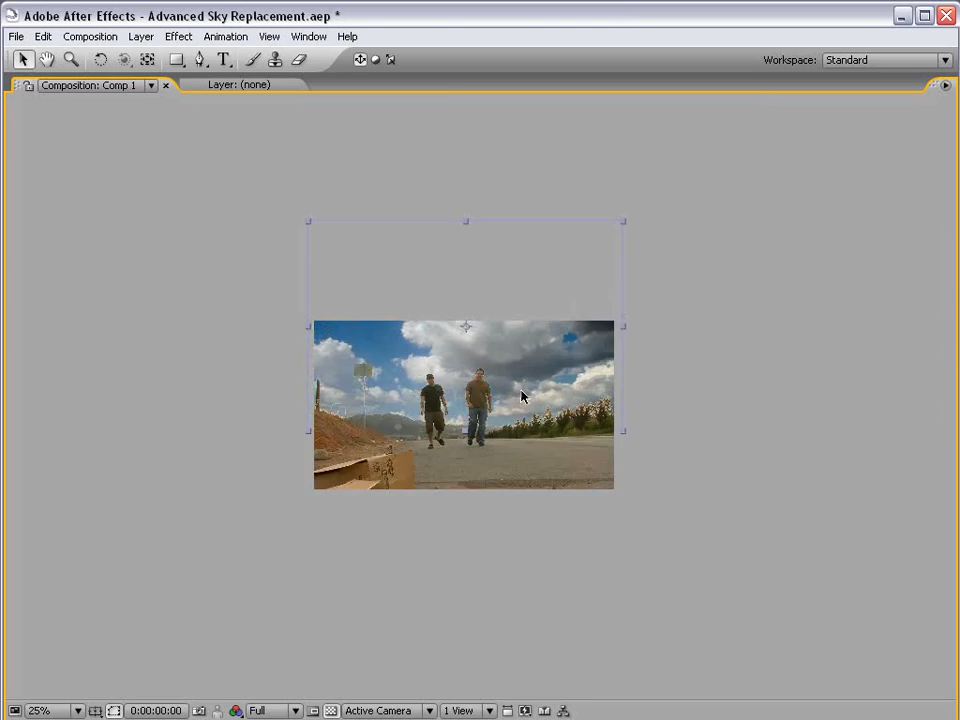 Adobe After Effects - Advanced Sky Replacement.aep *
File Edit Composition Layer Effect Animation View Window Help
Workspace: Standard
Composition: Comp 1 Layer: (none)
25% 0:00:00:00 Full Active Camera 1 View